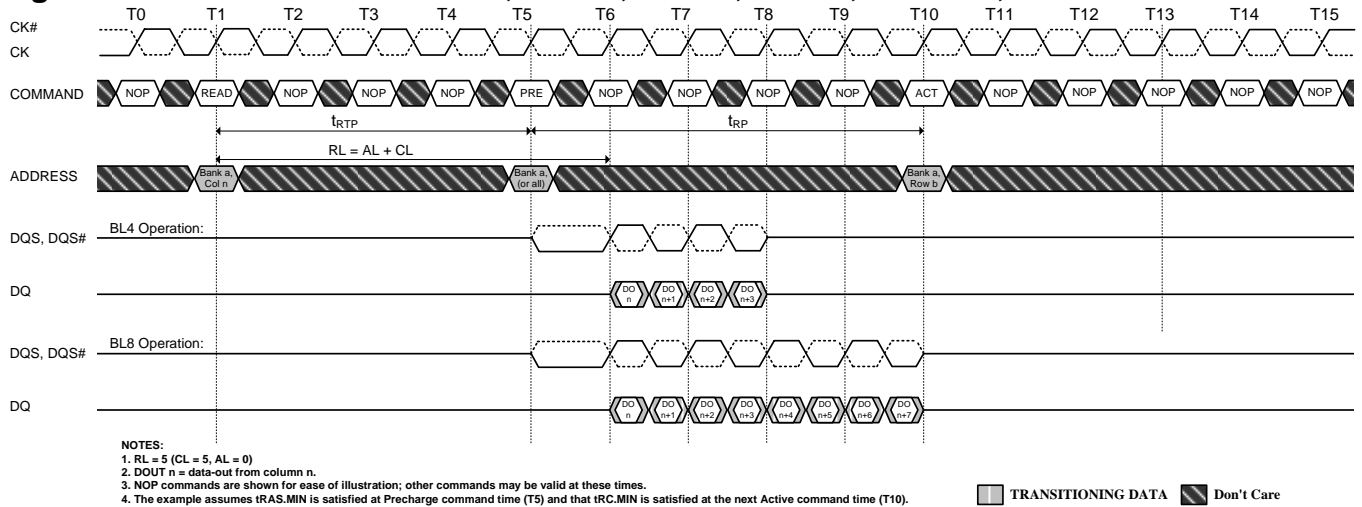 T0 T1 T2 T3 T4 T5 T6 T7 T8 T9 T10 T11 T12 T13 T14 T15
CK#
CK
COMMAND NOP READ NOP NOP NOP PRE NOP NOP NOP NOP ACT NOP NOP NOP NOP NOP
tRTP tRP
RL = AL + CL
ADDRESS Bank a, Col n Bank a, (or all) Bank a, Row b
BL4 Operation:
DQS, DQS#
DQ DO n DO n+1 DO n+2 DO n+3
BL8 Operation:
DQS, DQS#
DQ DO n DO n+1 DO n+2 DO n+3 DO n+4 DO n+5 DO n+6 DO n+7
NOTES:
1. RL = 5 (CL = 5, AL = 0)
2. DOUT n = data-out from column n.
3. NOP commands are shown for ease of illustration; other commands may be valid at these times.
4. The example assumes tRAS.MIN is satisfied at Precharge command time (T5) and that tRC.MIN is satisfied at the next Active command time (T10).
TRANSITIONING DATA Don't Care